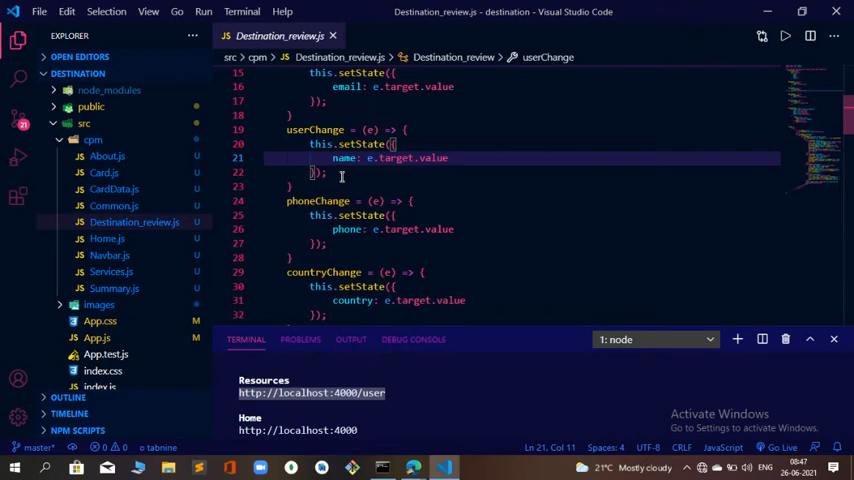 File Edit Selection View Go Run Terminal Help
Destination_review.js - destination - Visual Studio Code
EXPLORER
OPEN EDITORS
DESTINATION
node_modules
public
src
cpm
About.js U
Card.js U
CardData.js U
Common.js U
Destination_review.js U
Home.js U
Navbar.js U
Services.js U
Summary.js U
images
App.css M
App.js M
App.test.js
index.css
index.js
OUTLINE
TIMELINE
NPM SCRIPTS
21
JS Destination_review.js
src > cpm > JS Destination_review.js > Destination_review > userChange
15 this.setState({
16 email: e.target.value
17 });
18 }
19 userChange = (e) => {
20 this.setState({
21 name: e.target.value
22 });
23 }
24 phoneChange = (e) => {
25 this.setState({
26 phone: e.target.value
27 });
28 }
29 countryChange = (e) => {
30 this.setState({
31 country: e.target.value
32 });
TERMINAL PROBLEMS OUTPUT DEBUG CONSOLE
1: node
Resources
http://localhost:4000/user
Home
http://localhost:4000
Activate Windows
Go to Settings to activate Windows.
master* 0 0 tabnine
Ln 21, Col 11 Spaces: 4 UTF-8 CRLF JavaScript Go Live
21°C Mostly cloudy
ENG
08:47
26-06-2021